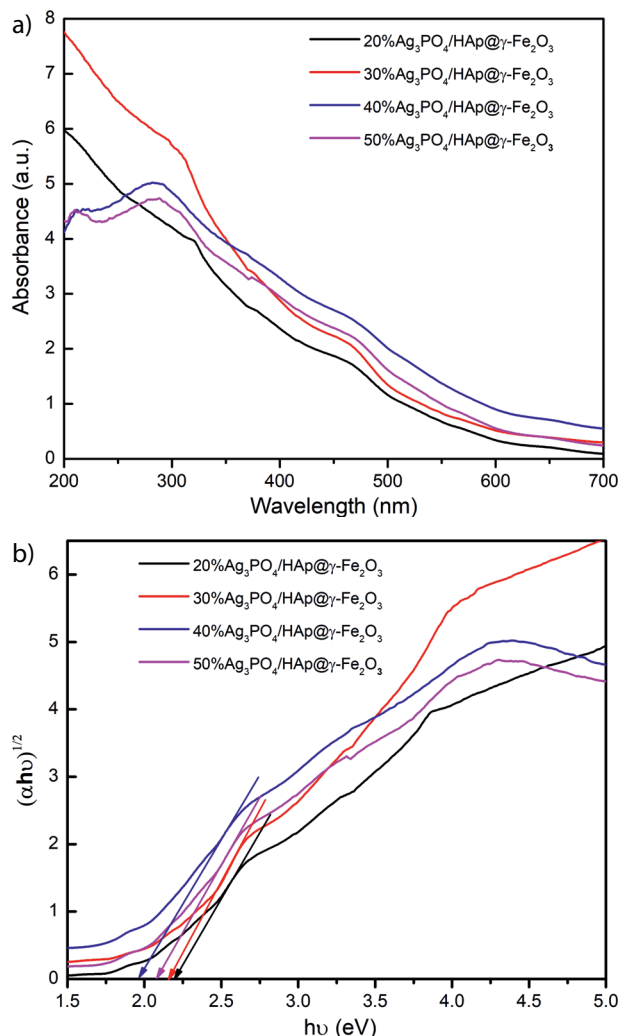 a)
8
7
6
5
4
3
2
1
0
Absorbance (a.u.)
20%Ag₃PO₄/HAp@γ-Fe₂O₃
30%Ag₃PO₄/HAp@γ-Fe₂O₃
40%Ag₃PO₄/HAp@γ-Fe₂O₃
50%Ag₃PO₄/HAp@γ-Fe₂O₃
200 300 400 500 600 700
Wavelength (nm)
b)
6
5
4
3
2
1
0
(αhυ)¹/²
20%Ag₃PO₄/HAp@γ-Fe₂O₃
30%Ag₃PO₄/HAp@γ-Fe₂O₃
40%Ag₃PO₄/HAp@γ-Fe₂O₃
50%Ag₃PO₄/HAp@γ-Fe₂O₃
1.5 2.0 2.5 3.0 3.5 4.0 4.5 5.0
hυ (eV)